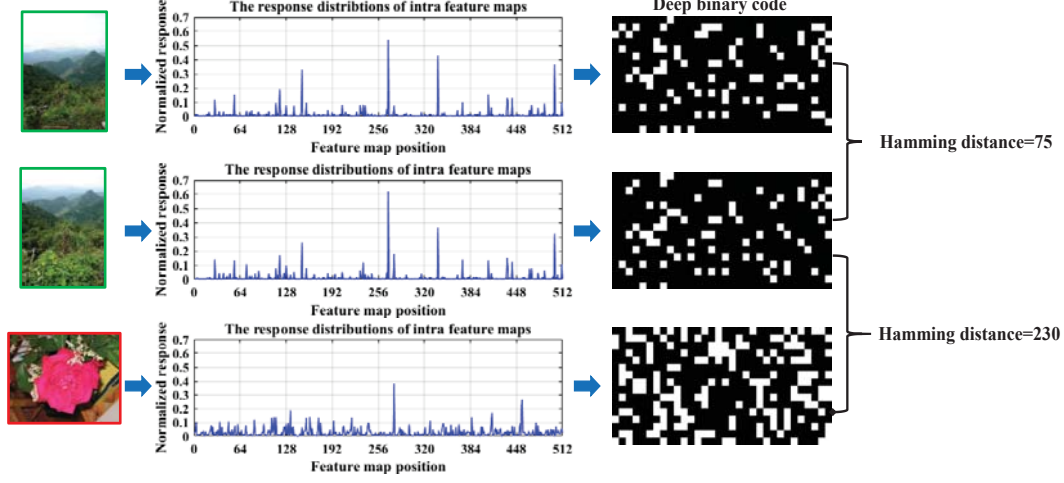 The response distribtions of intra feature maps
Deep binary code
Normalized response
0.7
0.6
0.5
0.4
0.3
0.2
0.1
0
0 64 128 192 256 320 384 448 512
Feature map position
Hamming distance=75
The response distributions of intra feature maps
Normalized response
0.7
0.6
0.5
0.4
0.3
0.2
0.1
0
0 64 128 192 256 320 384 448 512
Feature map position
Hamming distance=230
The response distributions of intra feature maps
Normalized response
0.7
0.6
0.5
0.4
0.3
0.2
0.1
0
0 64 128 192 256 320 384 448 512
Feature map position